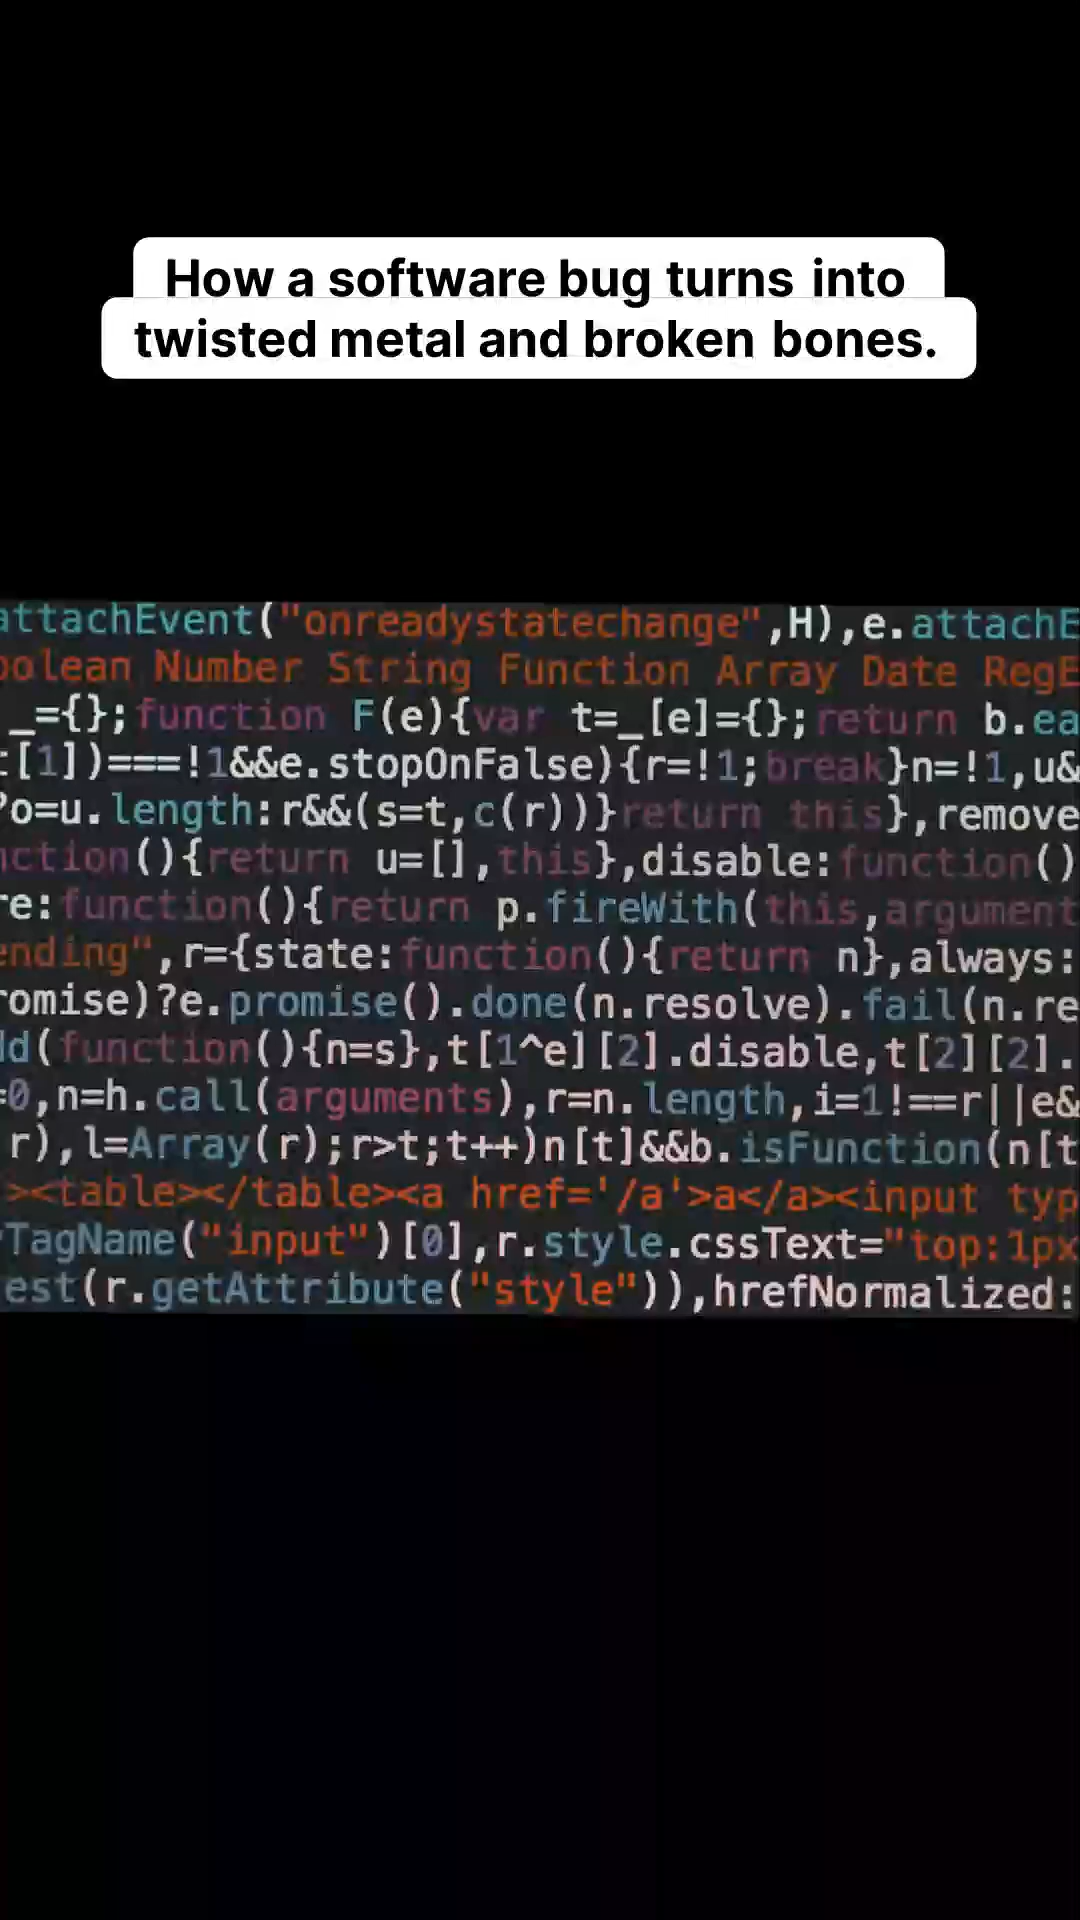 How a software bug turns into
twisted metal and broken bones.
attachEvent("onreadystatechange",H),e.attachE
oolean Number String Function Array Date RegE
_={};function F(e){var t=_[e]={};return b.ea
t[1])===!1&&e.stopOnFalse){r=!1;break}n=!1,u&
?o=u.length:r&&(s=t,c(r))}return this},remove
nction(){return u=[],this},disable:function()
re:function(){return p.fireWith(this,argument
ending",r={state:function(){return n},always:
romise)?e.promise().done(n.resolve).fail(n.re
dd(function(){n=s},t[1^e][2].disable,t[2][2].
=0,n=h.call(arguments),r=n.length,i=1!==r||e&
r),l=Array(r);r>t;t++)n[t]&&b.isFunction(n[t
><table></table><a href='/a'>a</a><input typ
TagName("input")[0],r.style.cssText="top:1px
est(r.getAttribute("style")),hrefNormalized: